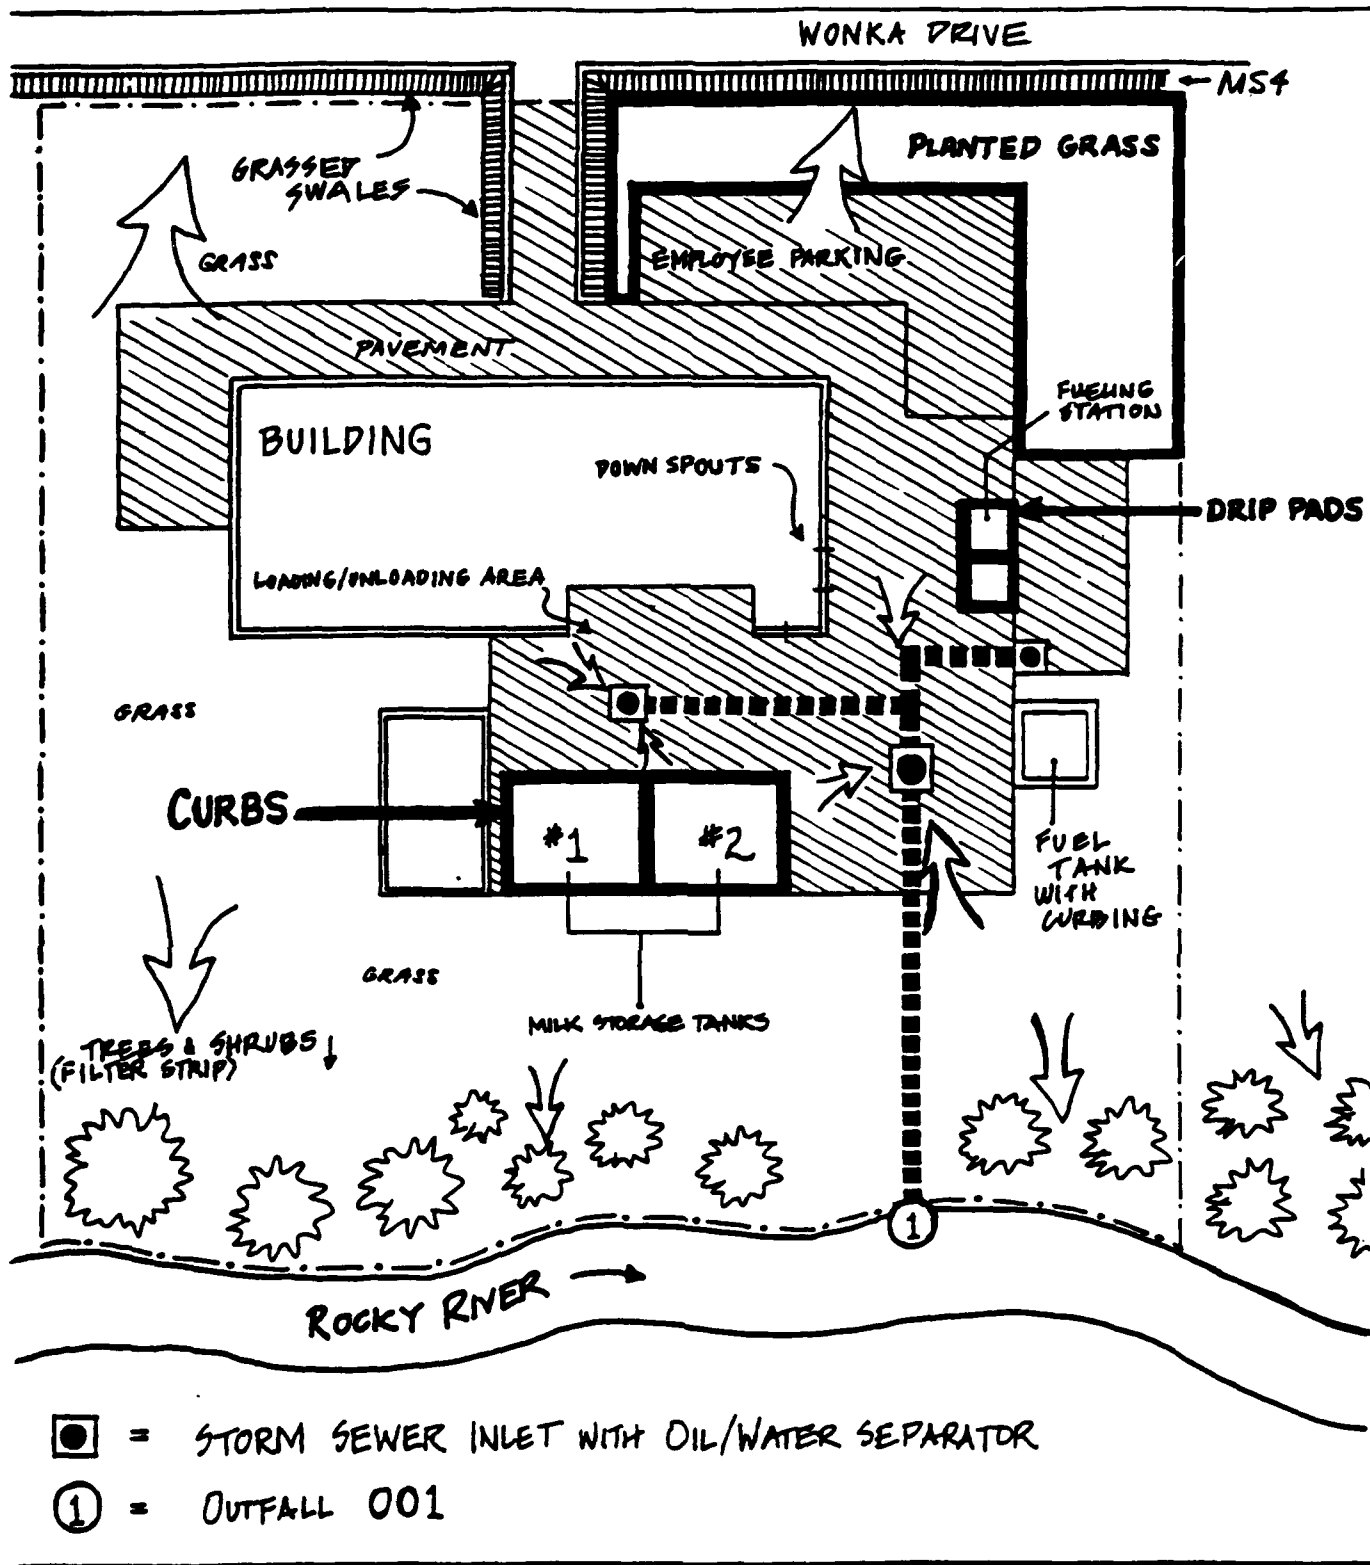 WONKA DRIVE
MS4
PLANTED GRASS
GRASSED
SWALES
GRASS
EMPLOYEE PARKING
PAVEMENT
FUELING
STATION
BUILDING
DOWN SPOUTS
DRIP PADS
LOADING/UNLOADING AREA
GRASS
CURBS
#1
#2
FUEL
TANK
WITH
CURBING
GRASS
MILK STORAGE TANKS
TREES & SHRUBS
(FILTER STRIP)
1
ROCKY RIVER
= STORM SEWER INLET WITH OIL/WATER SEPARATOR
1 = OUTFALL 001